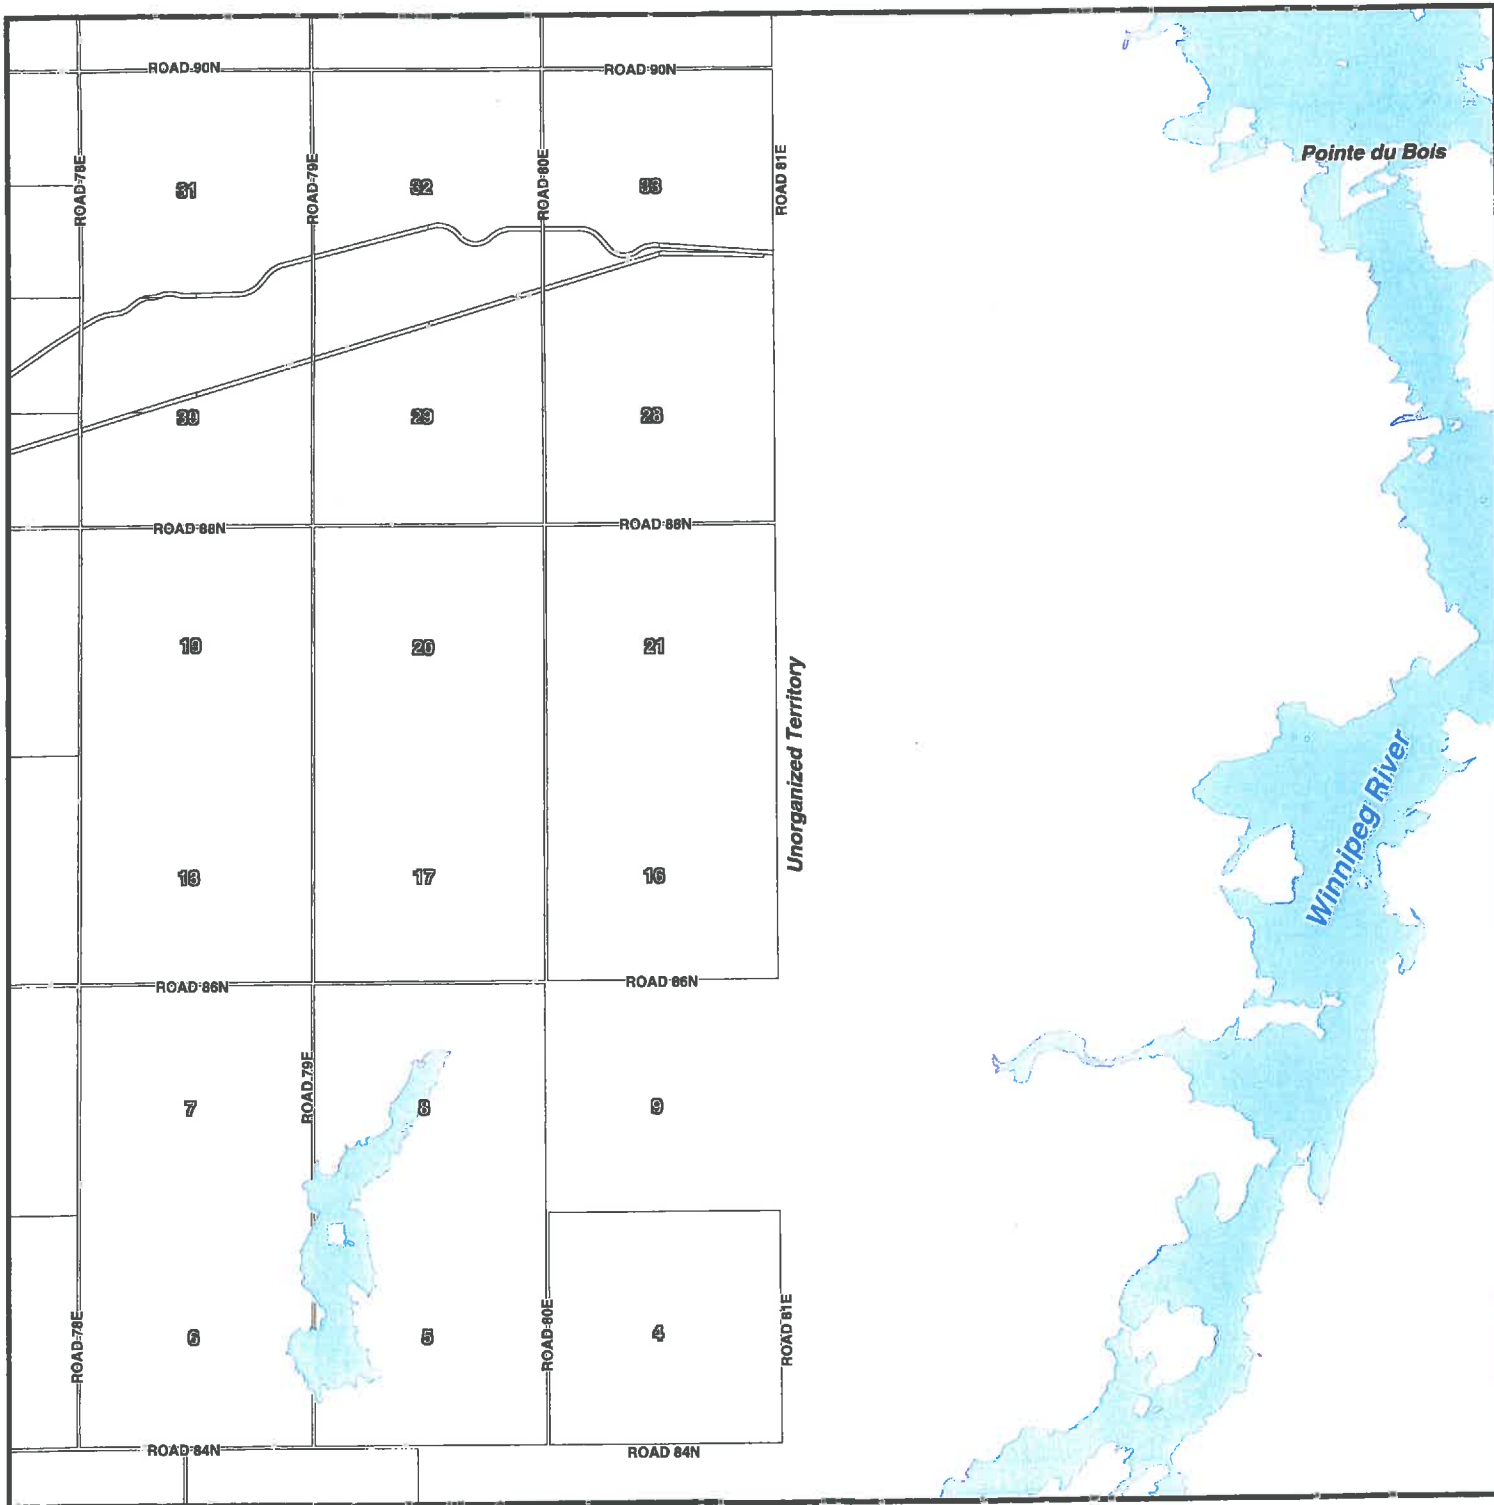 ROAD 90N
ROAD 90N
Pointe du Bois
ROAD 78E
ROAD 79E
ROAD 80E
ROAD 81E
31
32
33
30
29
28
ROAD 88N
ROAD 88N
19
20
21
Unorganized Territory
Winnipeg River
18
17
16
ROAD 86N
ROAD 86N
ROAD 79E
7
8
9
ROAD 78E
6
5
ROAD 80E
4
ROAD 81E
ROAD 84N
ROAD 84N